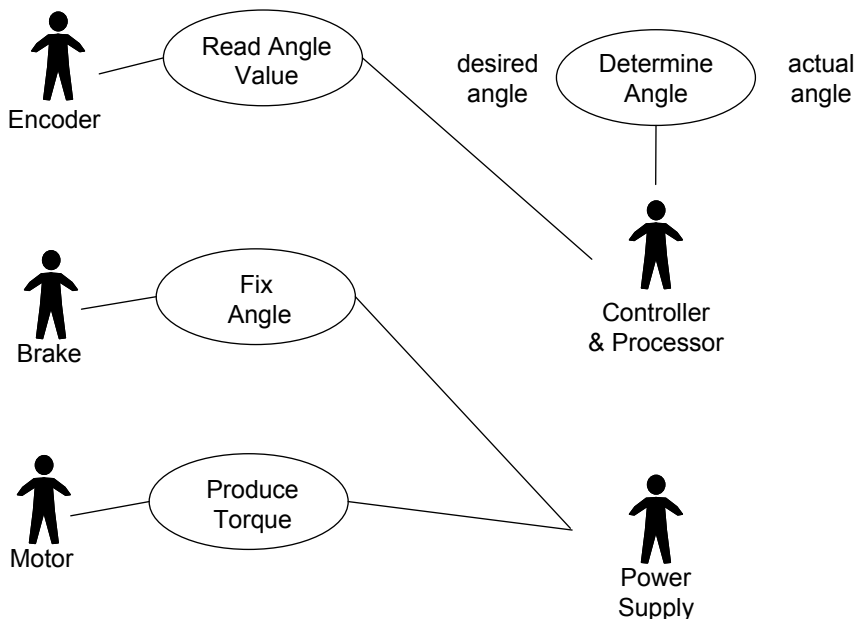 Read Angle
Value
Encoder
desired
angle
Determine
Angle
actual
angle
Fix
Angle
Brake
Controller
& Processor
Produce
Torque
Motor
Power
Supply